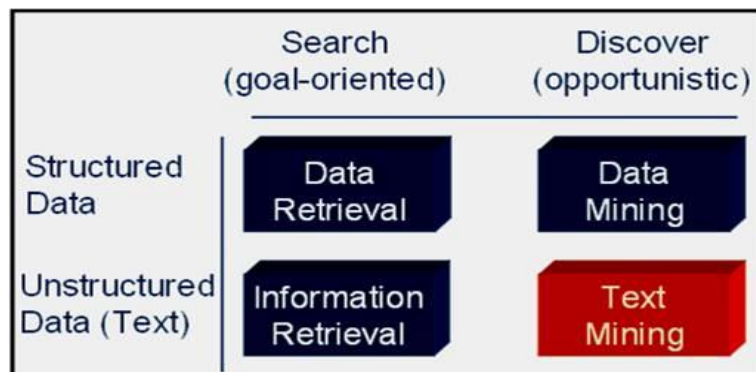 Search
(goal-oriented)
Discover
(opportunistic)
Structured
Data
Data
Retrieval
Data
Mining
Unstructured
Data (Text)
Information
Retrieval
Text
Mining